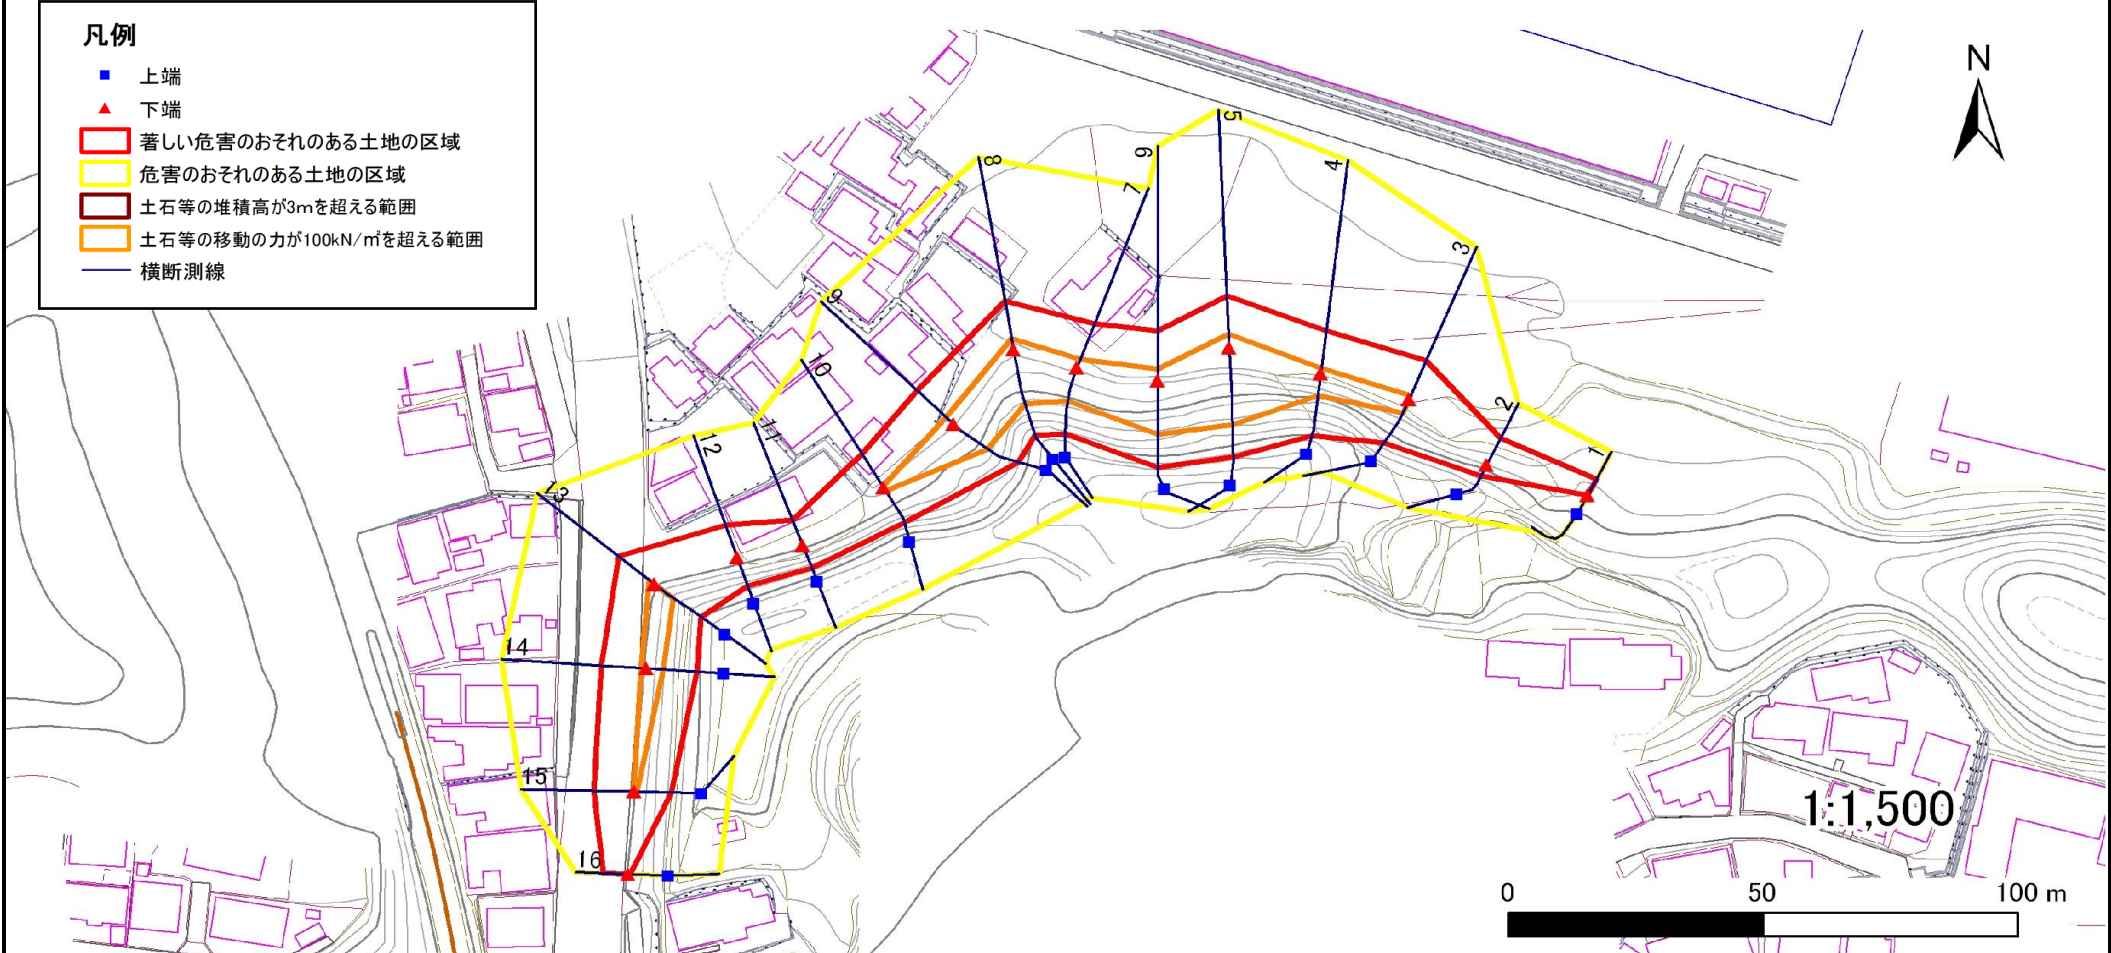 凡例
上端
下端
著しい危害のおそれのある土地の区域
危害のおそれのある土地の区域
土石等の堆積高が3mを超える範囲
土石等の移動の力が100kN/㎡を超える範囲
横断測線
N
5
6
8
4
7
3
9
10
2
11
12
1
13
14
15
16
1:1,500
0 50 100 m